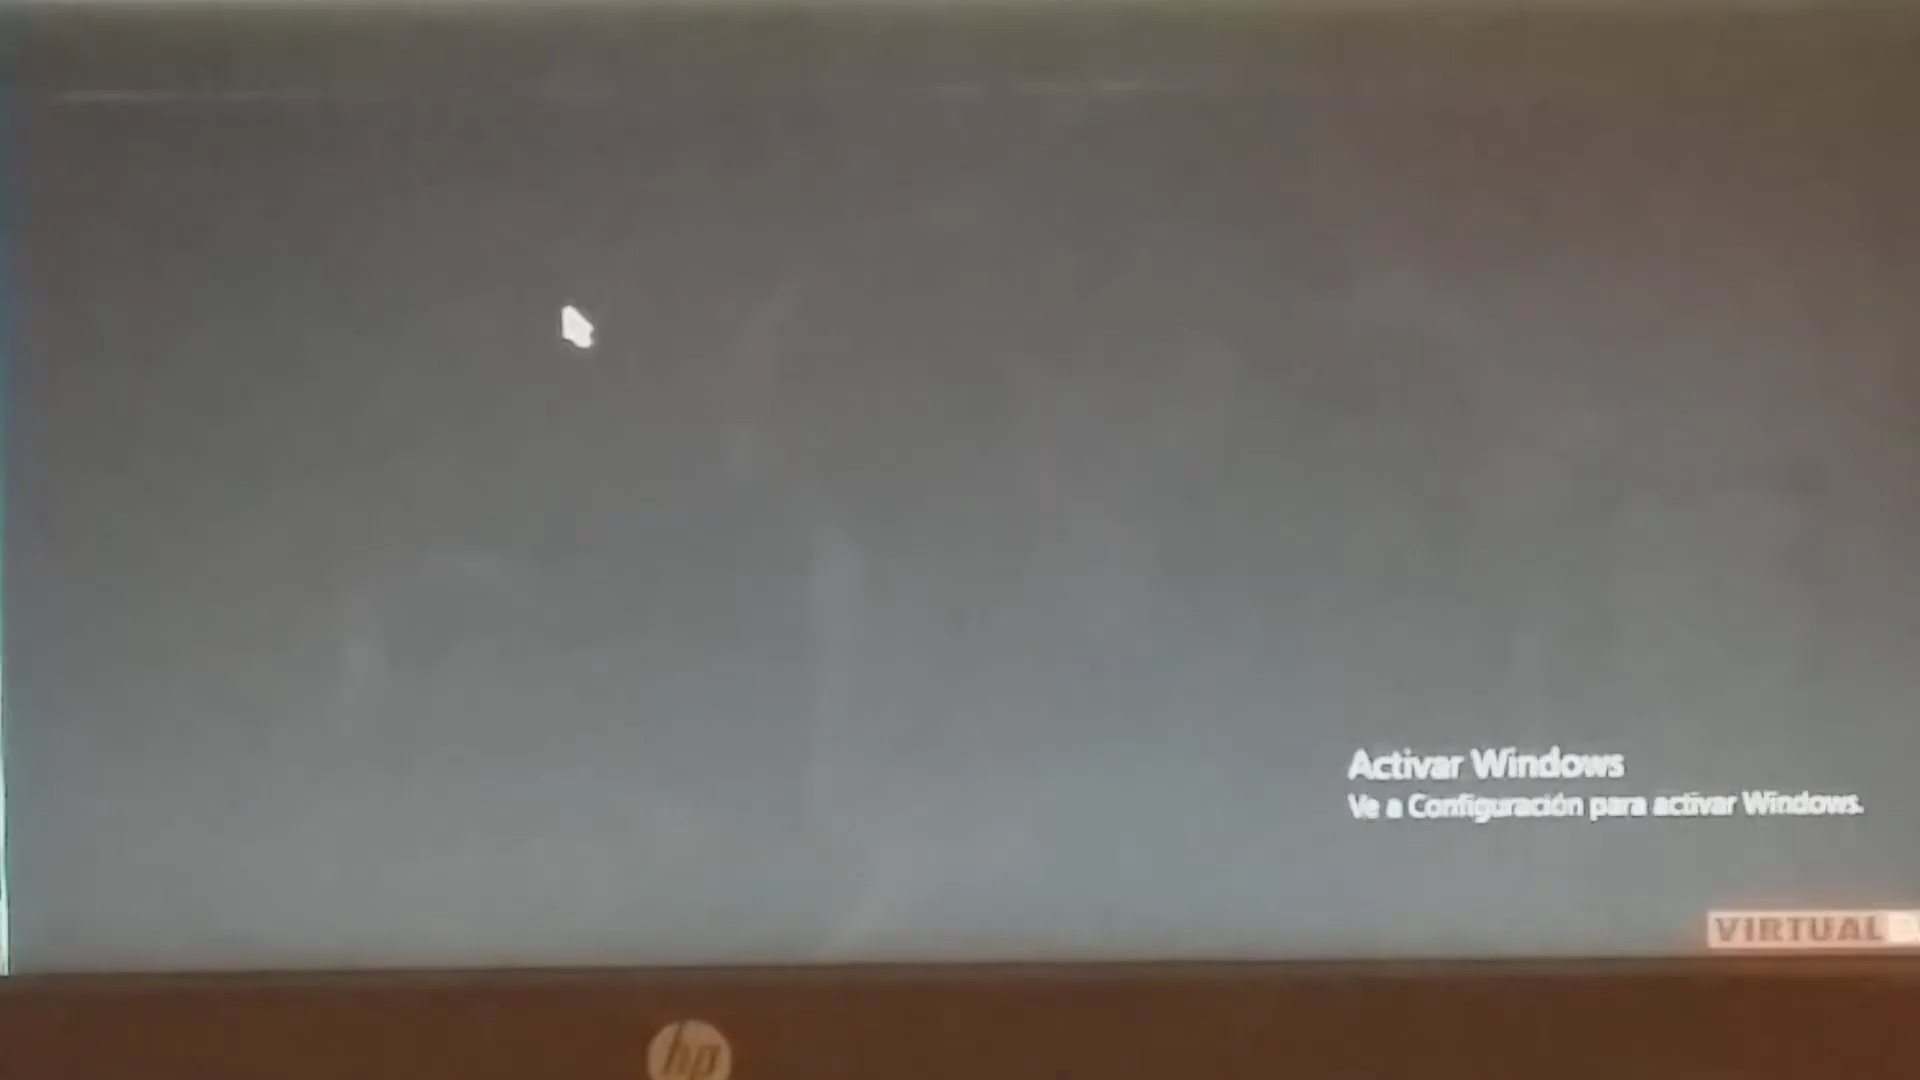 Activar Windows
Ve a Configuración para activar Windows.
VIRTUAL
hp